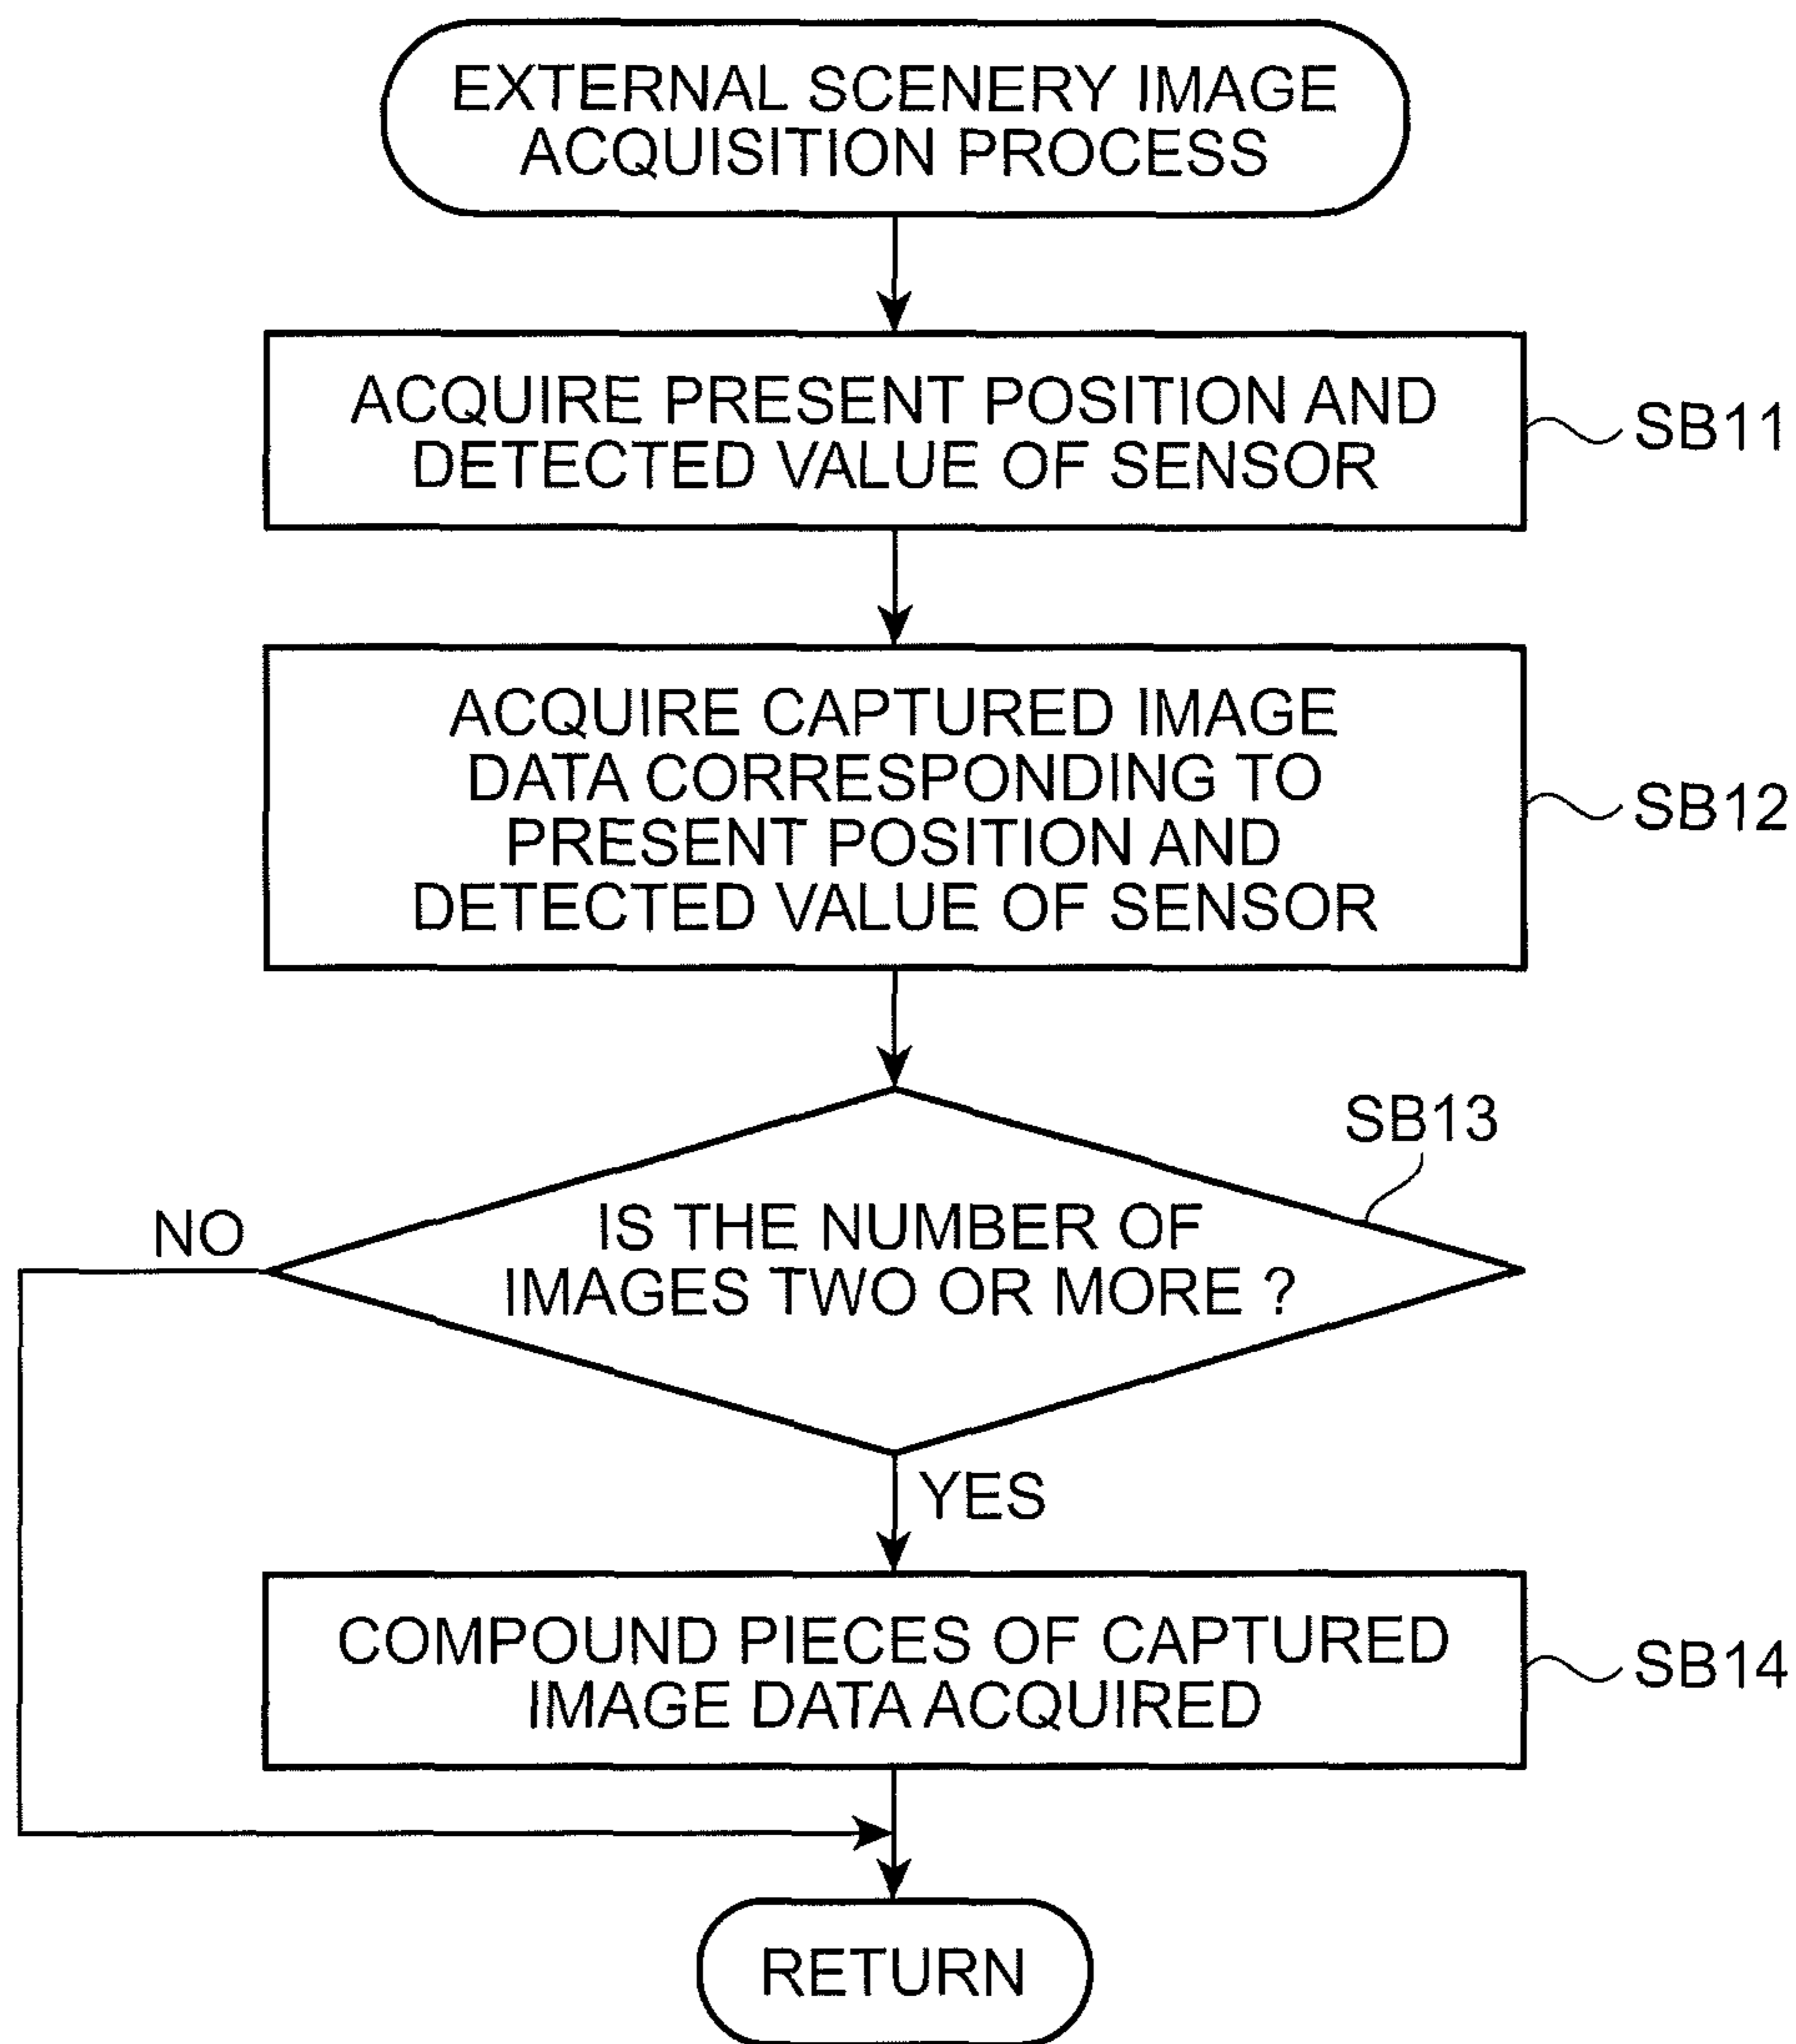 EXTERNAL SCENERY IMAGE
ACQUISITION PROCESS
ACQUIRE PRESENT POSITION AND
DETECTED VALUE OF SENSOR
SB11
ACQUIRE CAPTURED IMAGE
DATA CORRESPONDING TO
PRESENT POSITION AND
DETECTED VALUE OF SENSOR
SB12
SB13
IS THE NUMBER OF
IMAGES TWO OR MORE ?
NO
YES
COMPOUND PIECES OF CAPTURED
IMAGE DATA ACQUIRED
SB14
RETURN